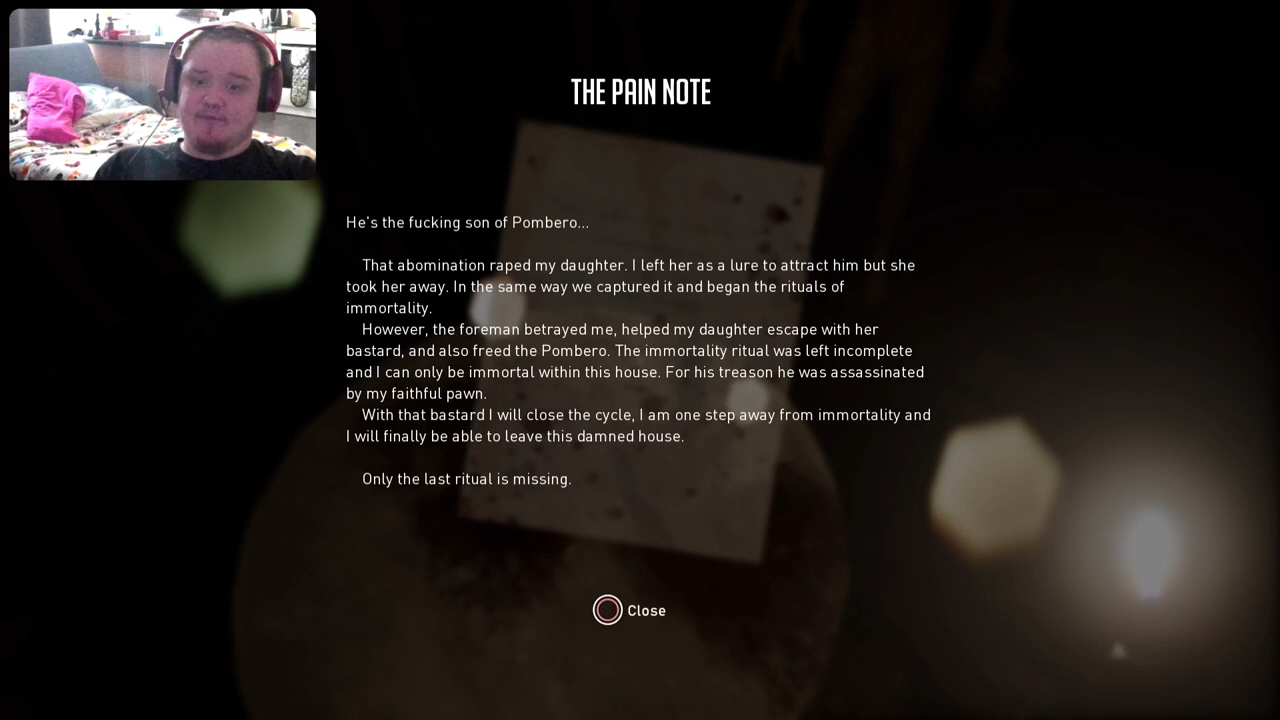 THE PAIN NOTE
He's the fucking son of Pombero...
That abomination raped my daughter. I left her as a lure to attract him but she
took her away. In the same way we captured it and began the rituals of
immortality.
However, the foreman betrayed me, helped my daughter escape with her
bastard, and also freed the Pombero. The immortality ritual was left incomplete
and I can only be immortal within this house. For his treason he was assassinated
by my faithful pawn.
With that bastard I will close the cycle, I am one step away from immortality and
I will finally be able to leave this damned house.
Only the last ritual is missing.
Close